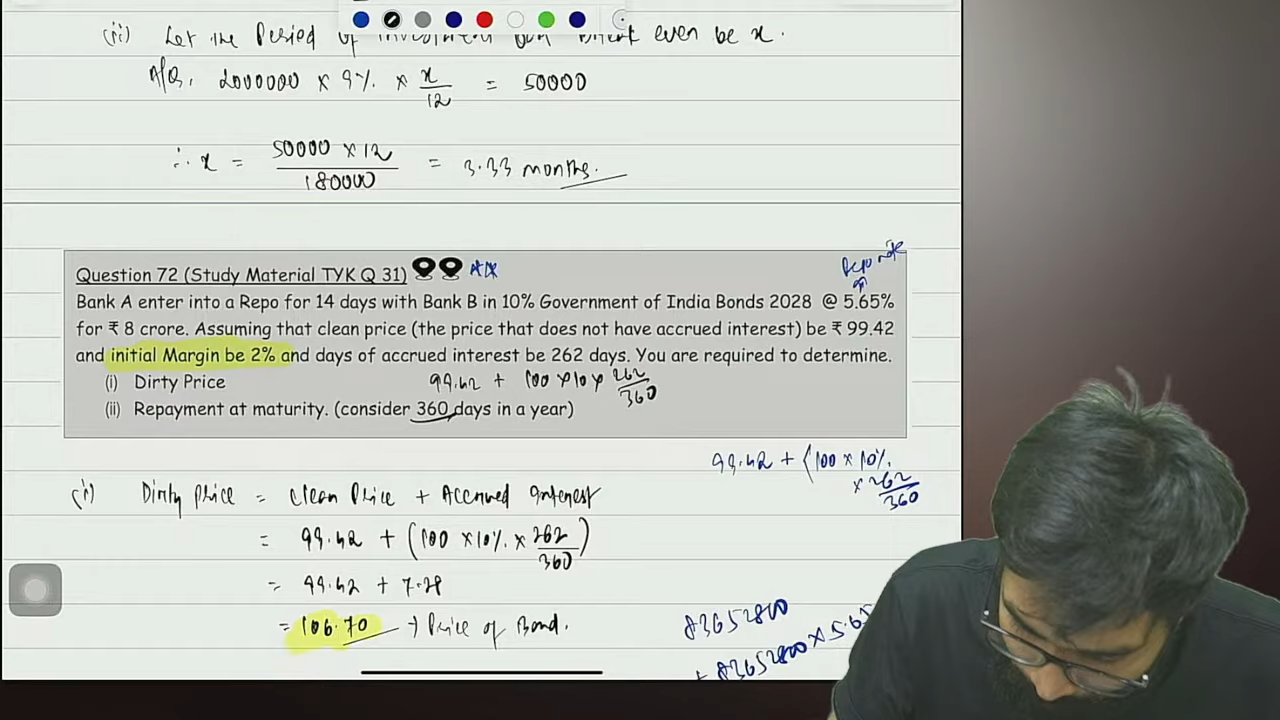 (ii) Let the Period of investment for break even be x.
A/Q, 2000000 × 9% × x/12 = 50000
∴ x = 50000 × 12 / 180000 = 3.33 months.
Question 72 (Study Material TYK Q 31)
Repo rate
Bank A enter into a Repo for 14 days with Bank B in 10% Government of India Bonds 2028 @ 5.65%
for ₹ 8 crore. Assuming that clean price (the price that does not have accrued interest) be ₹ 99.42
and initial Margin be 2% and days of accrued interest be 262 days. You are required to determine.
(i) Dirty Price
99.42 + 100 × 10 × 262/360
(ii) Repayment at maturity. (consider 360 days in a year)
99.42 + (100 × 10% × 262/360
(i) Dirty Price = Clean Price + Accrued Interest
= 99.42 + (100 × 10% × 262/360)
= 99.42 + 7.28
= 106.70 → Price of Bond.
83652800
+ 83652800 × 5.65